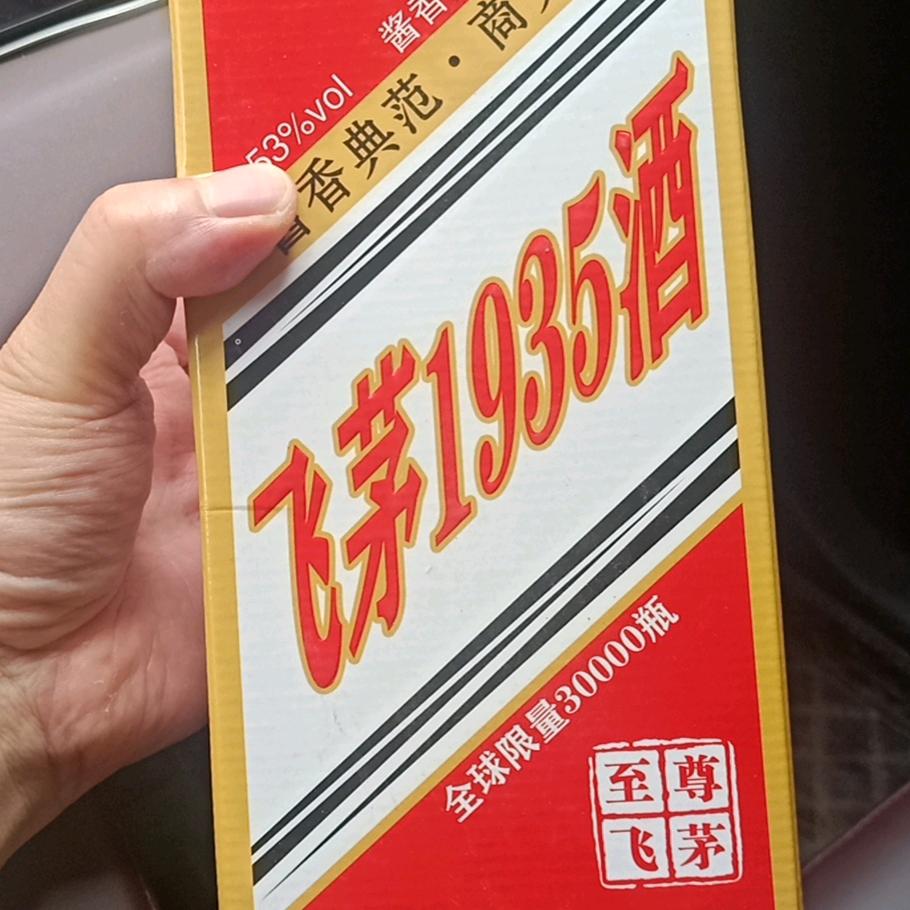 酱香
53%vol
酱香典范·商
飞茅1935酒
全球限量30000瓶
至尊
飞茅